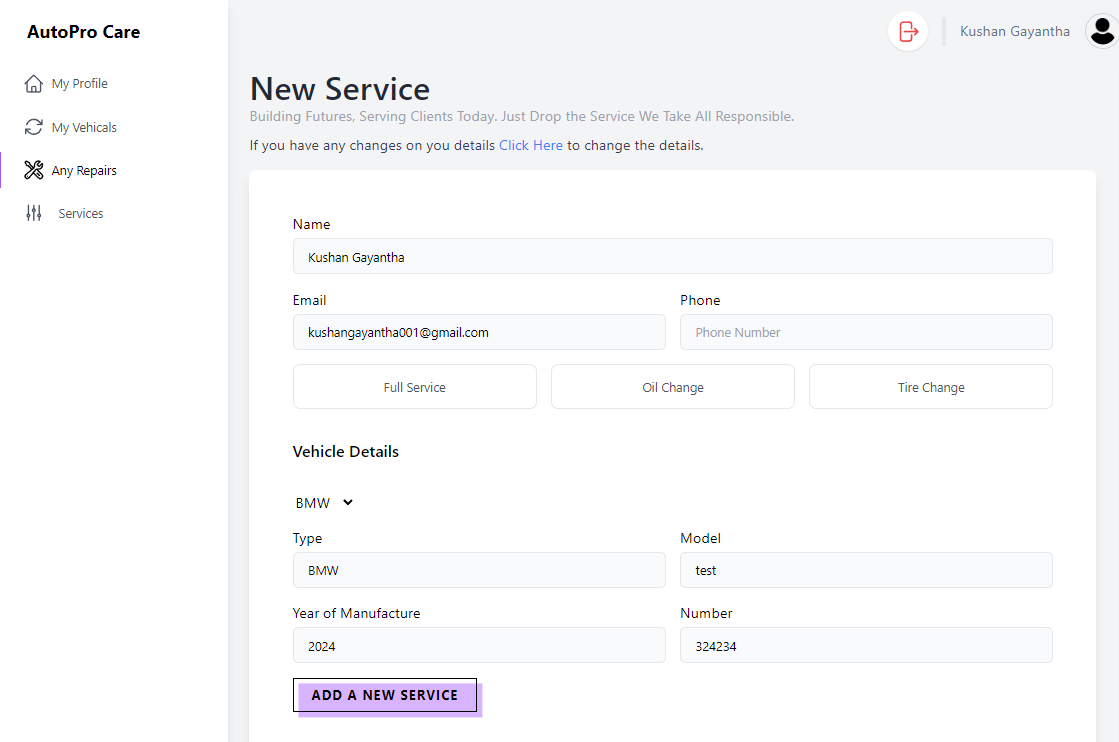 AutoPro Care
Kushan Gayantha
My Profile
My Vehicals
Any Repairs
Services
New Service
Building Futures, Serving Clients Today. Just Drop the Service We Take All Responsible.
If you have any changes on you details Click Here to change the details.
Name
Kushan Gayantha
Email Phone
kushangayantha001@gmail.com Phone Number
Full Service Oil Change Tire Change
Vehicle Details
BMW
Type Model
BMW test
Year of Manufacture Number
2024 324234
ADD A NEW SERVICE